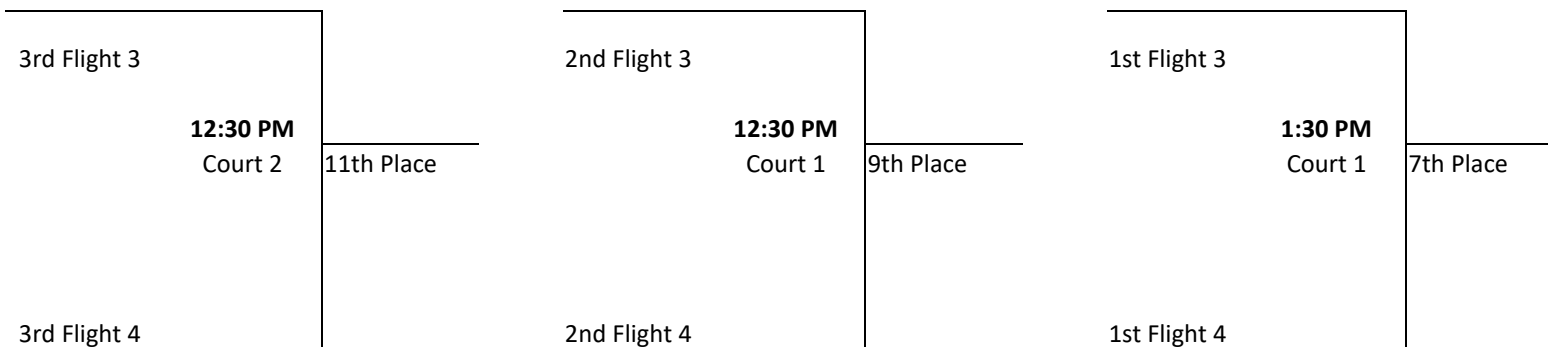 3rd Flight 3
2nd Flight 3
1st Flight 3
12:30 PM
12:30 PM
1:30 PM
Court 2
11th Place
Court 1
9th Place
Court 1
7th Place
3rd Flight 4
2nd Flight 4
1st Flight 4